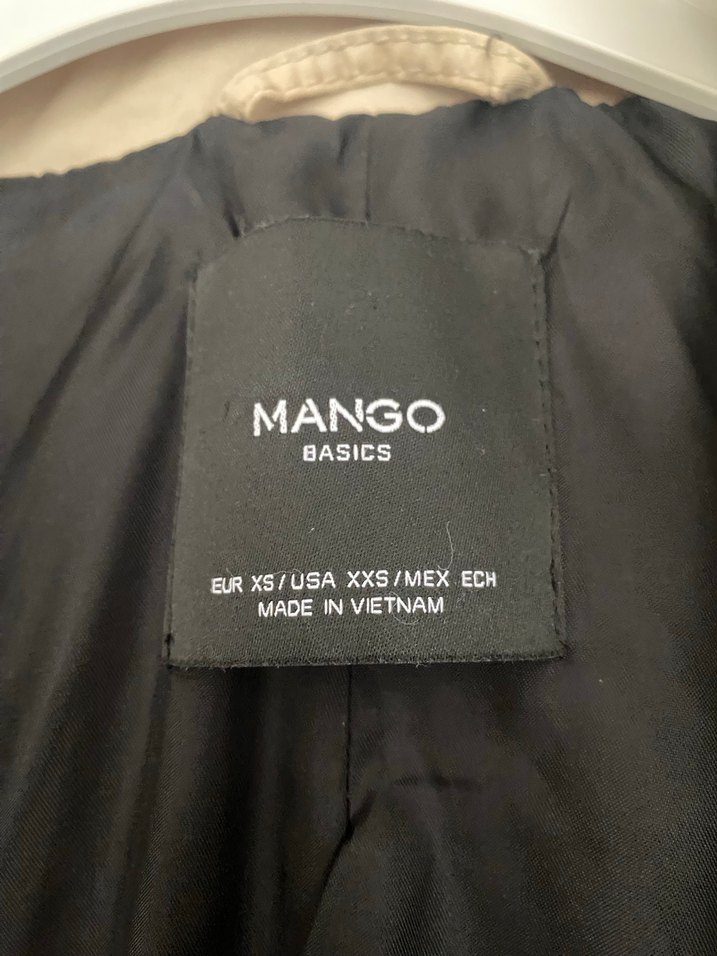 MANGO
BASICS
EUR XS/USA XXS/MEX ECH
MADE IN VIETNAM